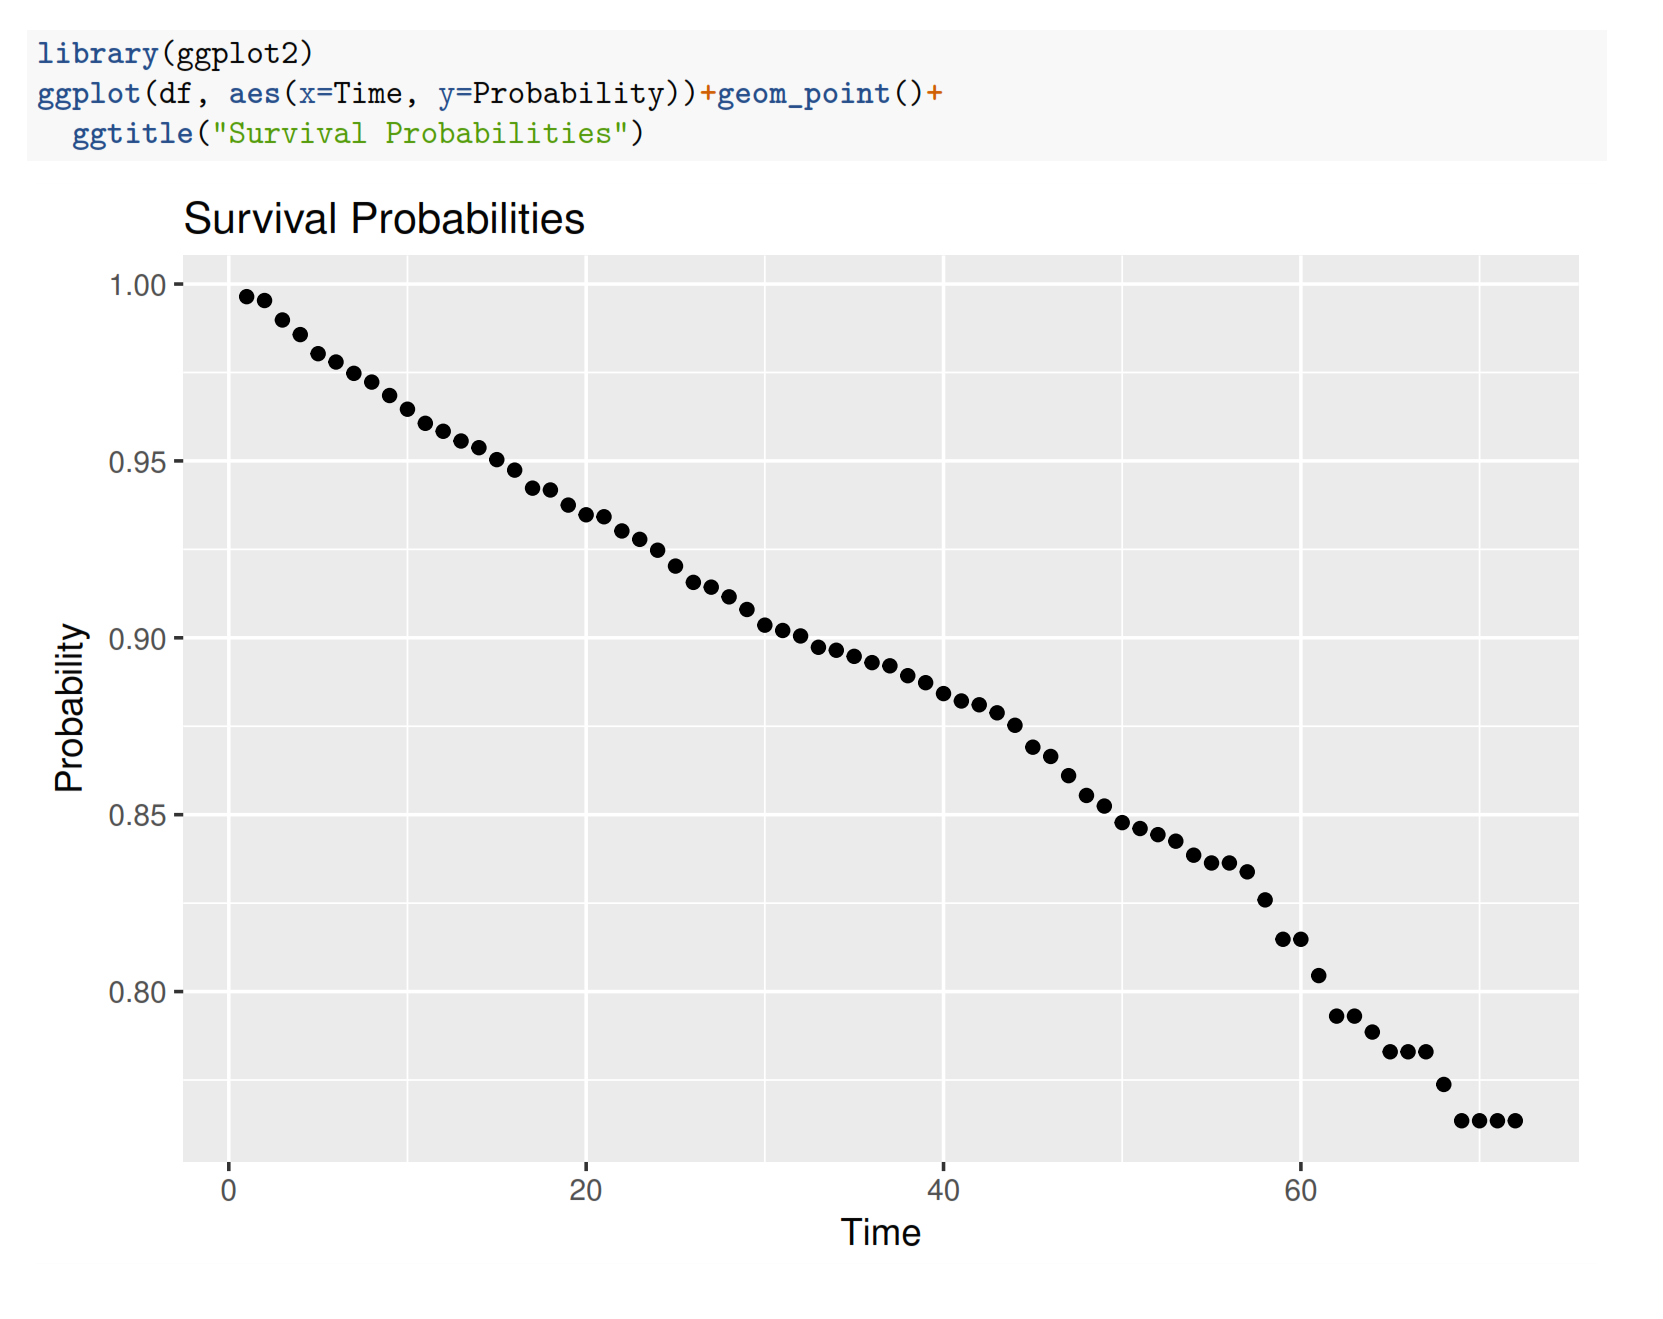 library(ggplot2)
ggplot(df, aes(x=Time, y=Probability))+geom_point()+
  ggtitle("Survival Probabilities")
Survival Probabilities
1.00
0.95
0.90
0.85
0.80
Probability
0 20 40 60
Time